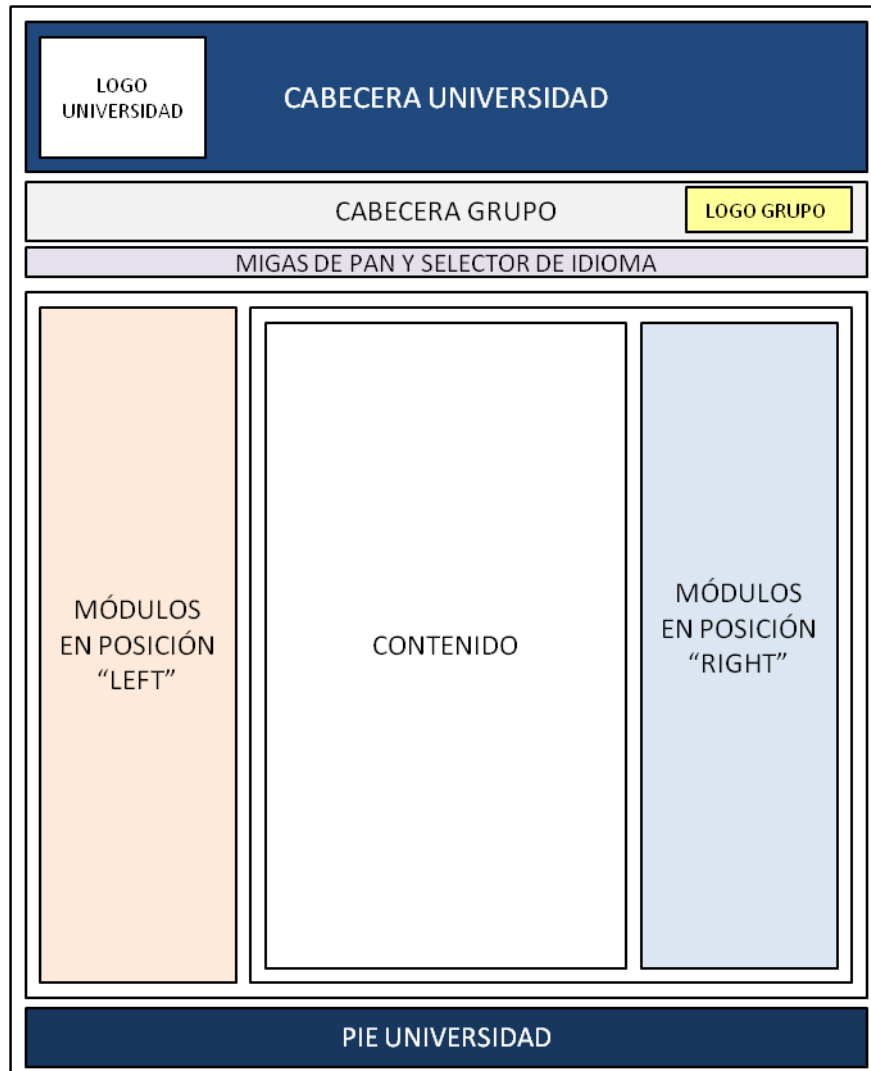 LOGO
UNIVERSIDAD
CABECERA UNIVERSIDAD
CABECERA GRUPO
LOGO GRUPO
MIGAS DE PAN Y SELECTOR DE IDIOMA
MÓDULOS
EN POSICIÓN
“LEFT”
CONTENIDO
MÓDULOS
EN POSICIÓN
“RIGHT”
PIE UNIVERSIDAD